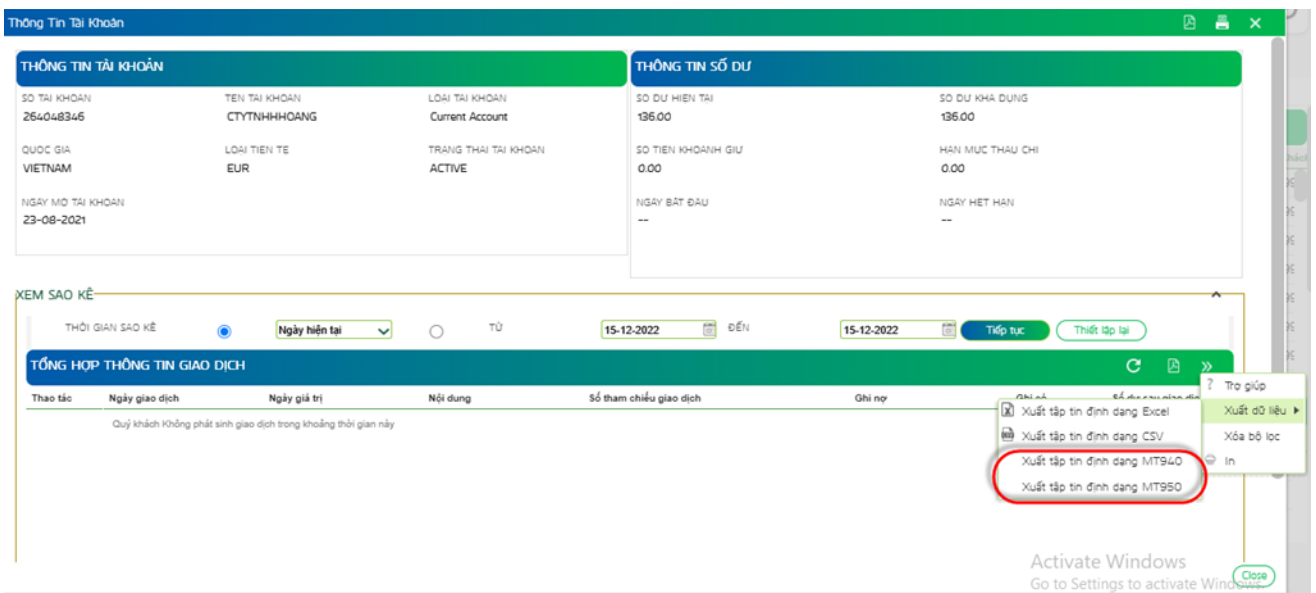 Thông Tin Tài Khoản
THÔNG TIN TÀI KHOẢN
THÔNG TIN SỐ DƯ
SO TAI KHOAN TEN TAI KHOAN LOAI TAI KHOAN SO DU HIEN TAI SO DU KHA DUNG
264048346 CTYTNHHHOANG Current Account 136.00 136.00
QUOC GIA LOAI TIEN TE TRANG THAI TAI KHOAN SO TIEN KHOANH GIU HAN MUC THAU CHI
VIETNAM EUR ACTIVE 0.00 0.00
NGAY MO TAI KHOAN NGAY BAT ĐAU NGAY HET HAN
23-08-2021 -- --
XEM SAO KÊ
THỜI GIAN SAO KÊ Ngày hiện tại TỪ 15-12-2022 ĐẾN 15-12-2022 Tiếp tục Thiết lập lại
TỔNG HỢP THÔNG TIN GIAO DỊCH
Thao tác Ngày giao dịch Ngày giá trị Nội dung Số tham chiếu giao dịch Ghi nợ Ghi có Số dư sau giao dịc
Quý khách Không phát sinh giao dịch trong khoảng thời gian này
? Trợ giúp
Xuất dữ liệu
Xóa bộ lọc
In
Xuất tập tin định dạng Excel
Xuất tập tin định dạng CSV
Xuất tập tin định dạng MT940
Xuất tập tin định dạng MT950
Activate Windows
Go to Settings to activate Windows.
Close